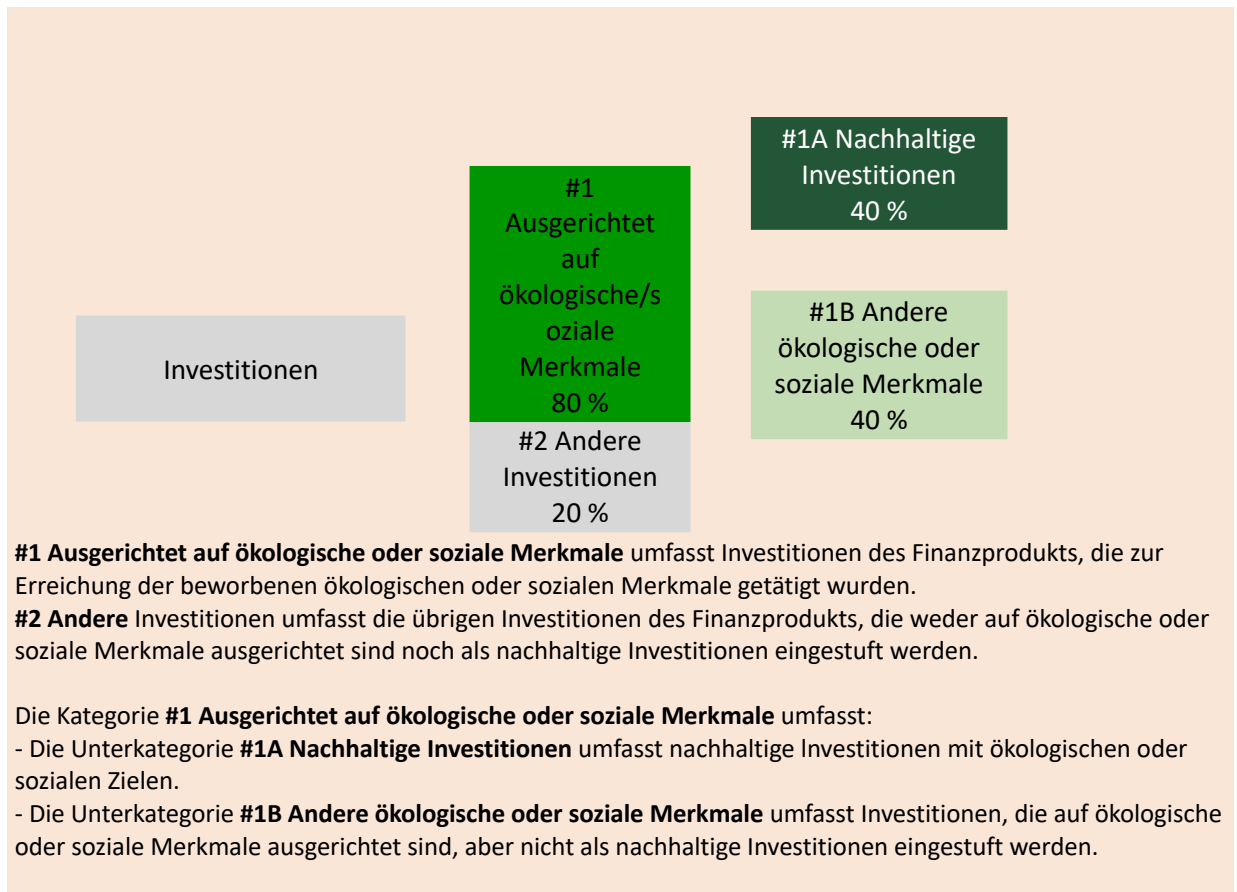 #1A Nachhaltige
Investitionen
40 %
#1
Ausgerichtet
auf
ökologische/s
oziale
Merkmale
80 %
#1B Andere
ökologische oder
soziale Merkmale
40 %
Investitionen
#2 Andere
Investitionen
20 %
#1 Ausgerichtet auf ökologische oder soziale Merkmale umfasst Investitionen des Finanzprodukts, die zur
Erreichung der beworbenen ökologischen oder sozialen Merkmale getätigt wurden.
#2 Andere Investitionen umfasst die übrigen Investitionen des Finanzprodukts, die weder auf ökologische oder
soziale Merkmale ausgerichtet sind noch als nachhaltige Investitionen eingestuft werden.
Die Kategorie #1 Ausgerichtet auf ökologische oder soziale Merkmale umfasst:
- Die Unterkategorie #1A Nachhaltige Investitionen umfasst nachhaltige Investitionen mit ökologischen oder
sozialen Zielen.
- Die Unterkategorie #1B Andere ökologische oder soziale Merkmale umfasst Investitionen, die auf ökologische
oder soziale Merkmale ausgerichtet sind, aber nicht als nachhaltige Investitionen eingestuft werden.